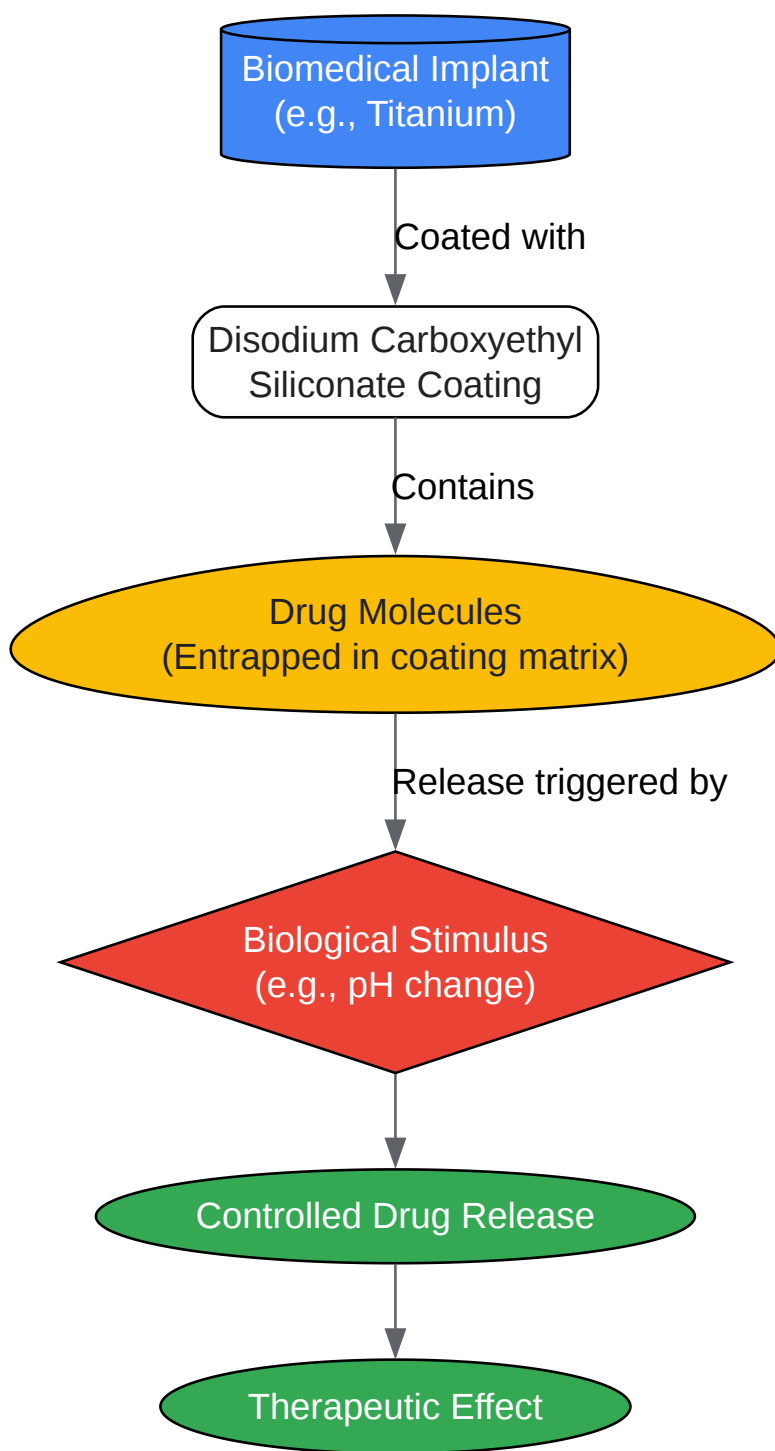 Biomedical Implant
(e.g., Titanium)
Coated with
Disodium Carboxyethyl
Siliconate Coating
Contains
Drug Molecules
(Entrapped in coating matrix)
Release triggered by
Biological Stimulus
(e.g., pH change)
Controlled Drug Release
Therapeutic Effect